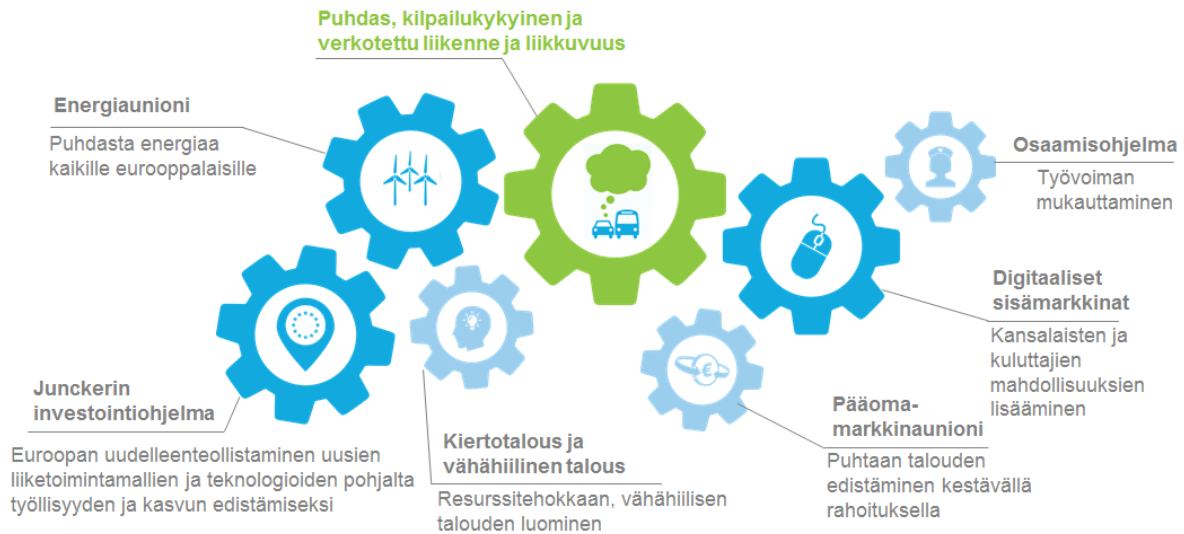 Puhdas, kilpailukykyinen ja
verkotettu liikenne ja liikkuvuus
Energiaunioni
Puhdasta energiaa
kaikille eurooppalaisille
Osaamisohjelma
Työvoiman
mukauttaminen
Digitaaliset
sisämarkkinat
Kansalaisten ja
kuluttajien
mahdollisuuksien
lisääminen
Junckerin
investointiohjelma
Euroopan uudelleenteollistaminen uusien
liiketoimintamallien ja teknologioiden pohjalta
työllisyyden ja kasvun edistämiseksi
Kiertotalous ja
vähähiilinen talous
Resurssitehokkaan, vähähiilisen
talouden luominen
Pääoma-
markkinaunioni
Puhtaan talouden
edistäminen kestävällä
rahoituksella
€